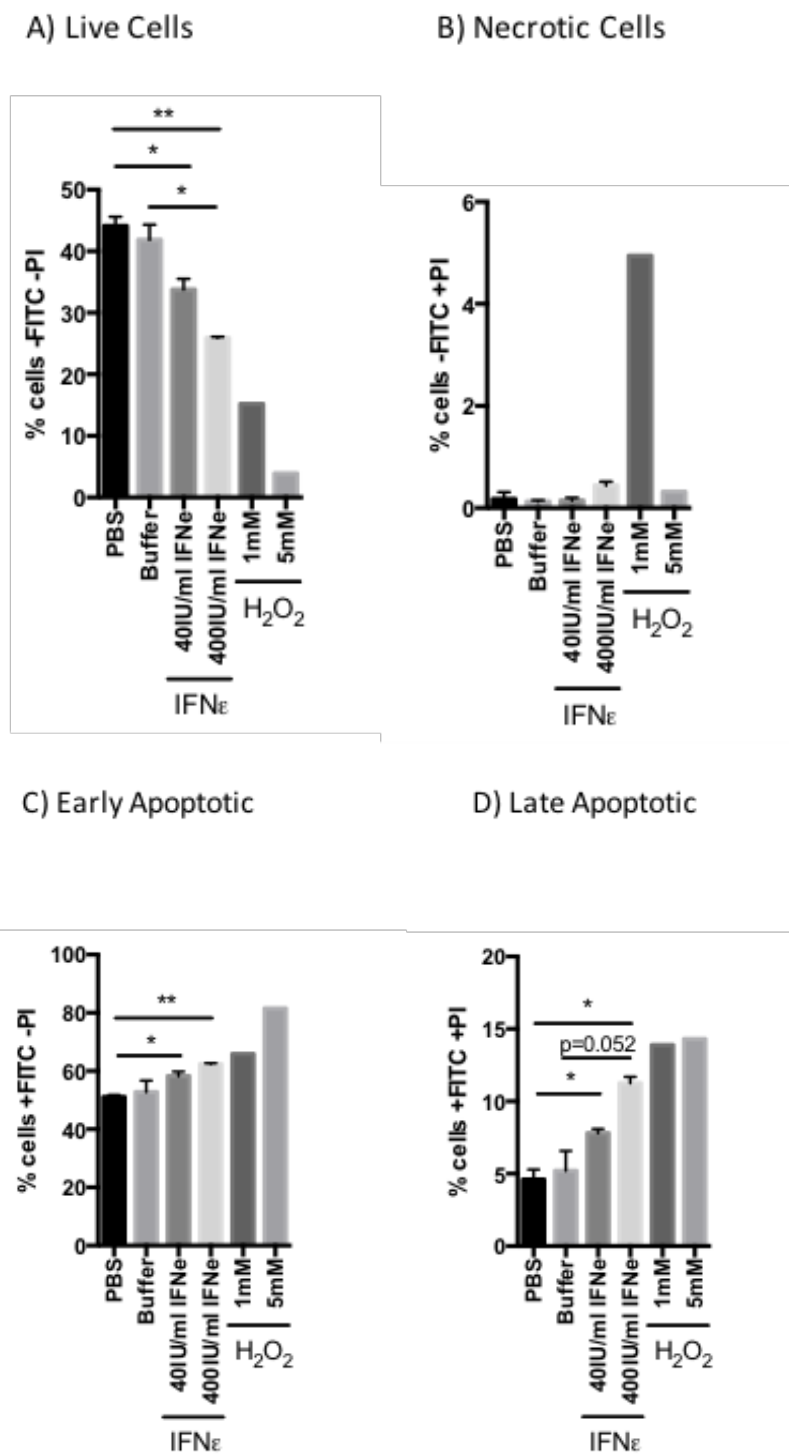 A) Live Cells
**
*
*
50
40
30
20
10
0
% cells -FITC -PI
PBS
Buffer
40IU/ml IFNe
400IU/ml IFNe
1mM
5mM
H₂O₂
IFNε
B) Necrotic Cells
6
4
2
0
% cells -FITC +PI
PBS
Buffer
40IU/ml IFNe
400IU/ml IFNe
1mM
5mM
H₂O₂
IFNε
C) Early Apoptotic
100
80
60
40
20
0
% cells +FITC -PI
**
*
PBS
Buffer
40IU/ml IFNe
400IU/ml IFNe
1mM
5mM
H₂O₂
IFNε
D) Late Apoptotic
20
15
10
5
0
% cells +FITC +PI
*
p=0.052
*
PBS
Buffer
40IU/ml IFNe
400IU/ml IFNe
1mM
5mM
H₂O₂
IFNε